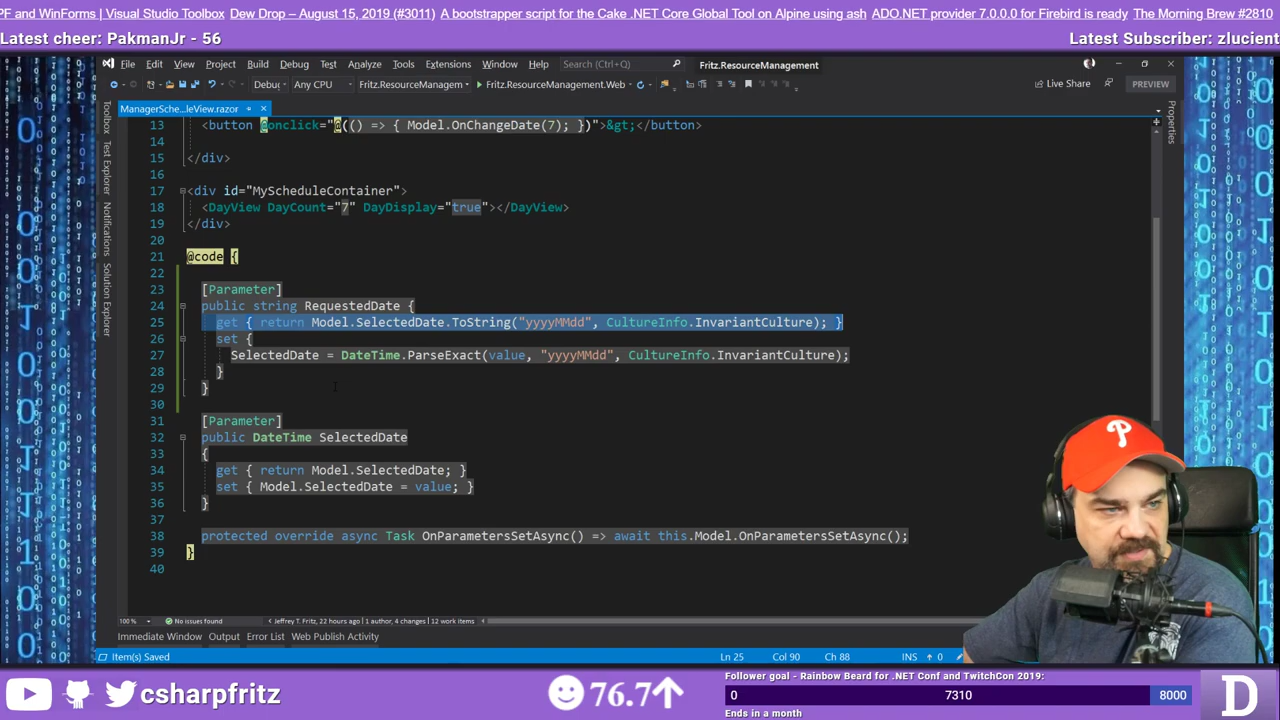 PF and WinForms | Visual Studio Toolbox Dew Drop – August 15, 2019 (#3011) A bootstrapper script for the Cake .NET Core Global Tool on Alpine using ash ADO.NET provider 7.0.0.0 for Firebird is ready The Morning Brew #2810
Latest cheer: PakmanJr - 56
Latest Subscriber: zlucient
File Edit View Project Build Debug Test Analyze Tools Extensions Window Help Search (Ctrl+Q) Fritz.ResourceManagement
Debug Any CPU Fritz.ResourceManagem Fritz.ResourceManagement.Web Live Share PREVIEW
ManagerSche...leView.razor
Toolbox
Test Explorer
Notifications
Solution Explorer
Properties
13 <button @onclick="@(() => { Model.OnChangeDate(7); })">&gt;</button>
14
15 </div>
16
17 <div id="MyScheduleContainer">
18 <DayView DayCount="7" DayDisplay="true"></DayView>
19 </div>
20
21 @code {
22
23 [Parameter]
24 public string RequestedDate {
25 get { return Model.SelectedDate.ToString("yyyyMMdd", CultureInfo.InvariantCulture); }
26 set {
27 SelectedDate = DateTime.ParseExact(value, "yyyyMMdd", CultureInfo.InvariantCulture);
28 }
29 }
30
31 [Parameter]
32 public DateTime SelectedDate
33 {
34 get { return Model.SelectedDate; }
35 set { Model.SelectedDate = value; }
36 }
37
38 protected override async Task OnParametersSetAsync() => await this.Model.OnParametersSetAsync();
39 }
40
100 % No issues found Jeffrey T. Fritz, 22 hours ago | 1 author, 4 changes | 12 work items
Immediate Window Output Error List Web Publish Activity
Item(s) Saved Ln 25 Col 90 Ch 88 INS 0
P
csharpfritz
76.7
Follower goal - Rainbow Beard for .NET Conf and TwitchCon 2019:
0 7310 8000
Ends in a month
D